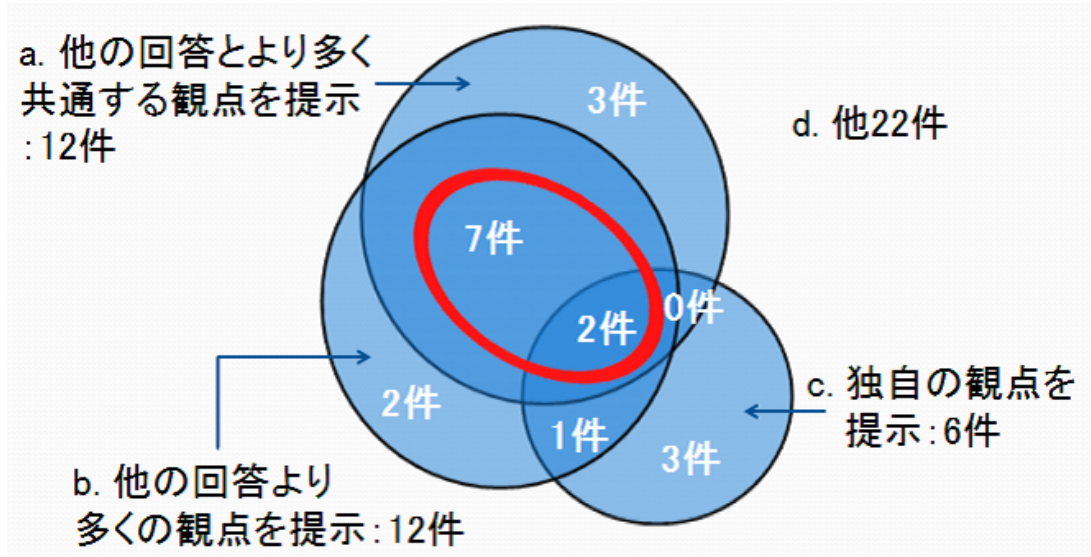 a. 他の回答とより多く
共通する観点を提示
:12件
3件
d. 他22件
7件
0件
2件
2件
1件
3件
c. 独自の観点を
提示:6件
b. 他の回答より
多くの観点を提示:12件